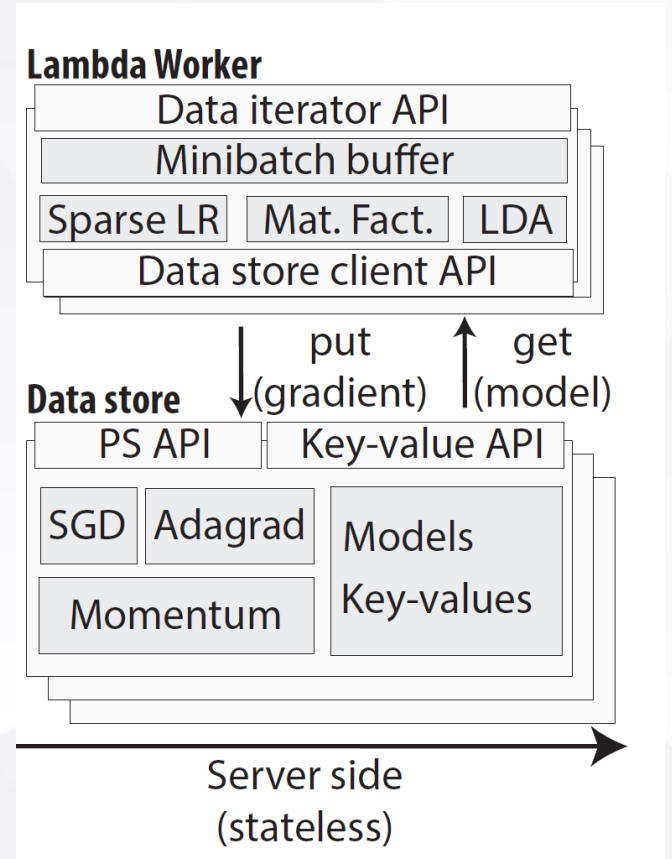 Lambda Worker
Data iterator API
Minibatch buffer
Sparse LR Mat. Fact. LDA
Data store client API
put get
(gradient) (model)
Data store
PS API Key-value API
SGD Adagrad Models
Momentum Key-values
Server side
(stateless)